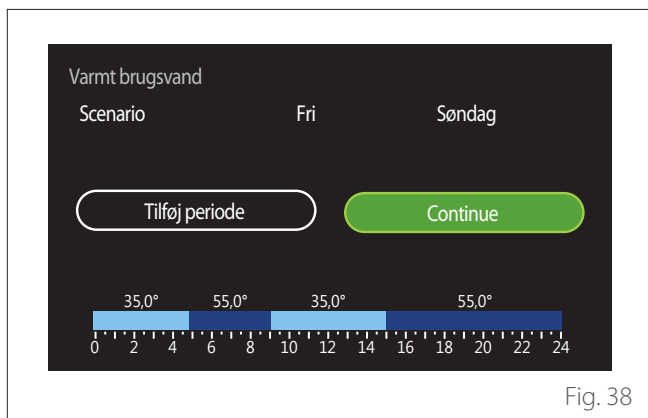 Varmt brugsvand
Scenario Fri Søndag
Tilføj periode Continue
35,0° 55,0° 35,0° 55,0°
0 2 4 6 8 10 12 14 16 18 20 22 24
Fig. 38